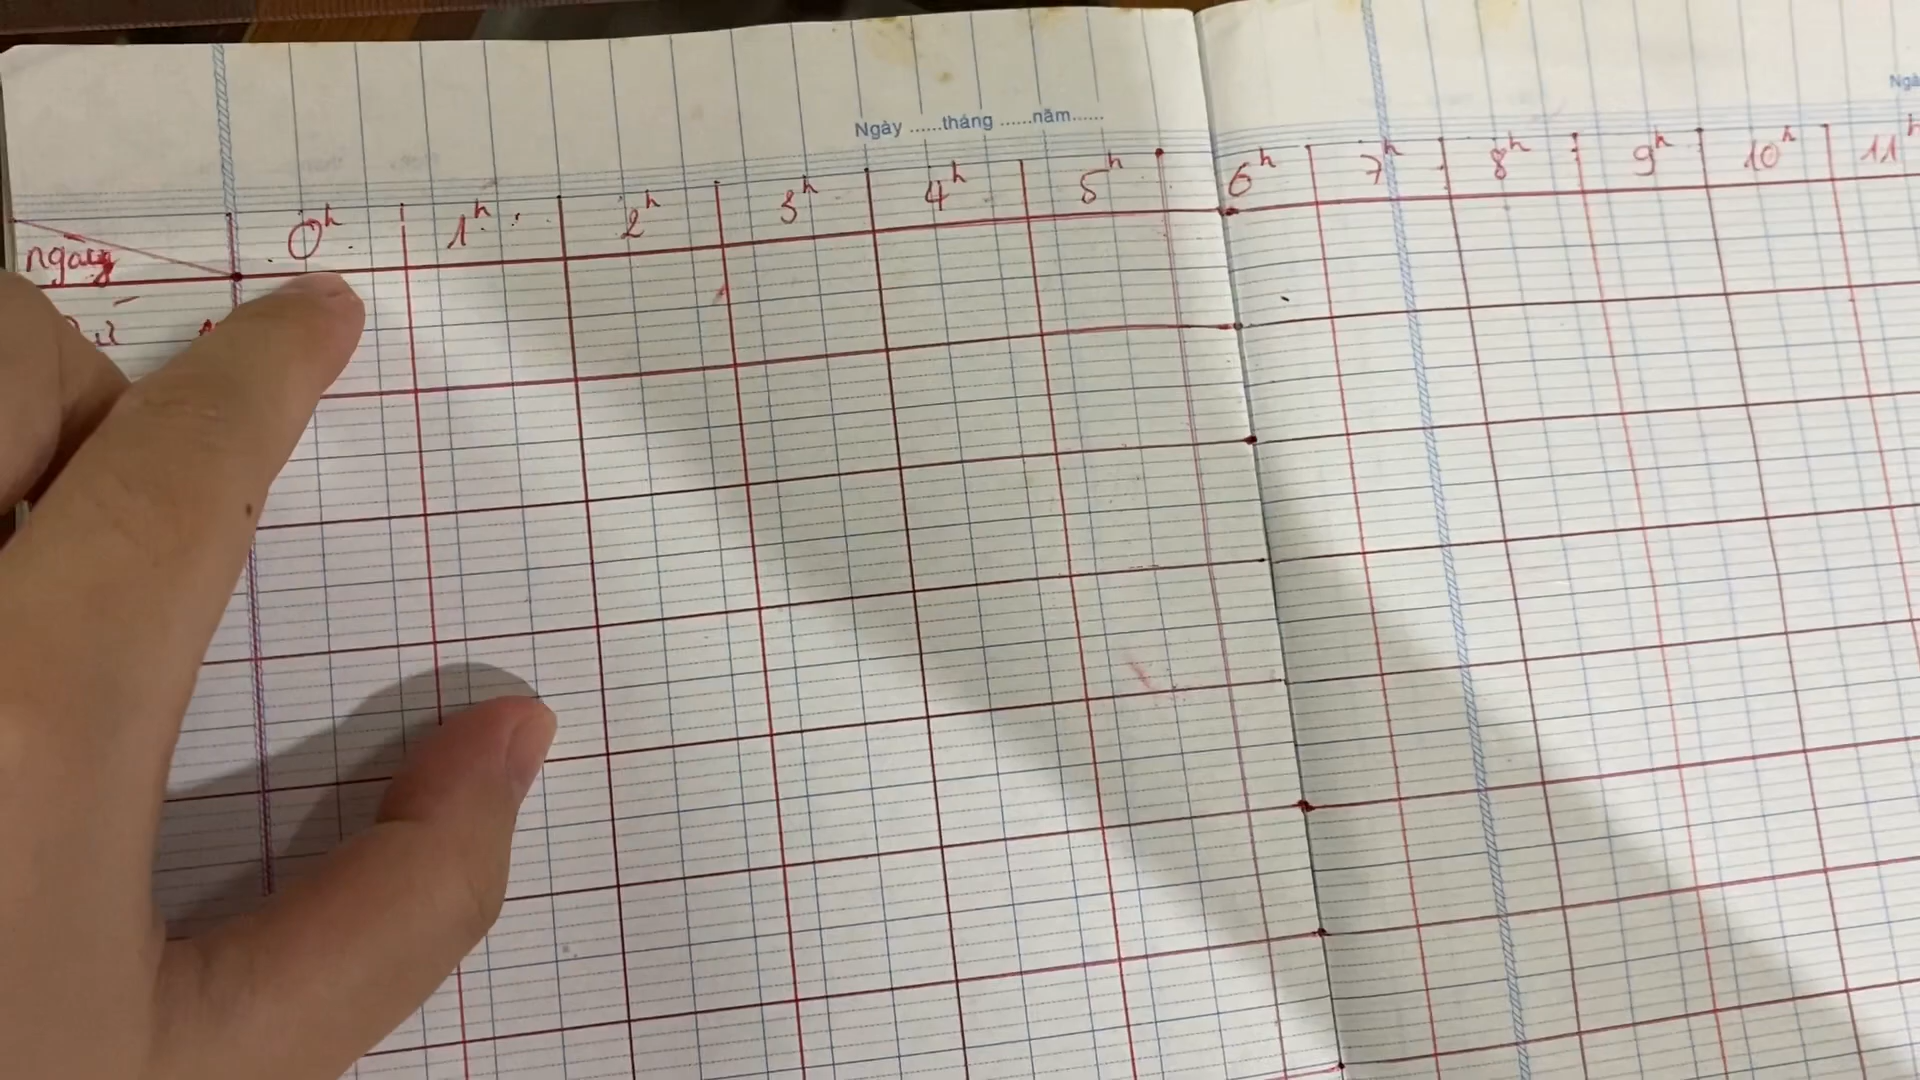 Ngày ......tháng ......năm......
0h 1h 2h 3h 4h 5h 6h 7h 8h 9h 10h 11h
ngày